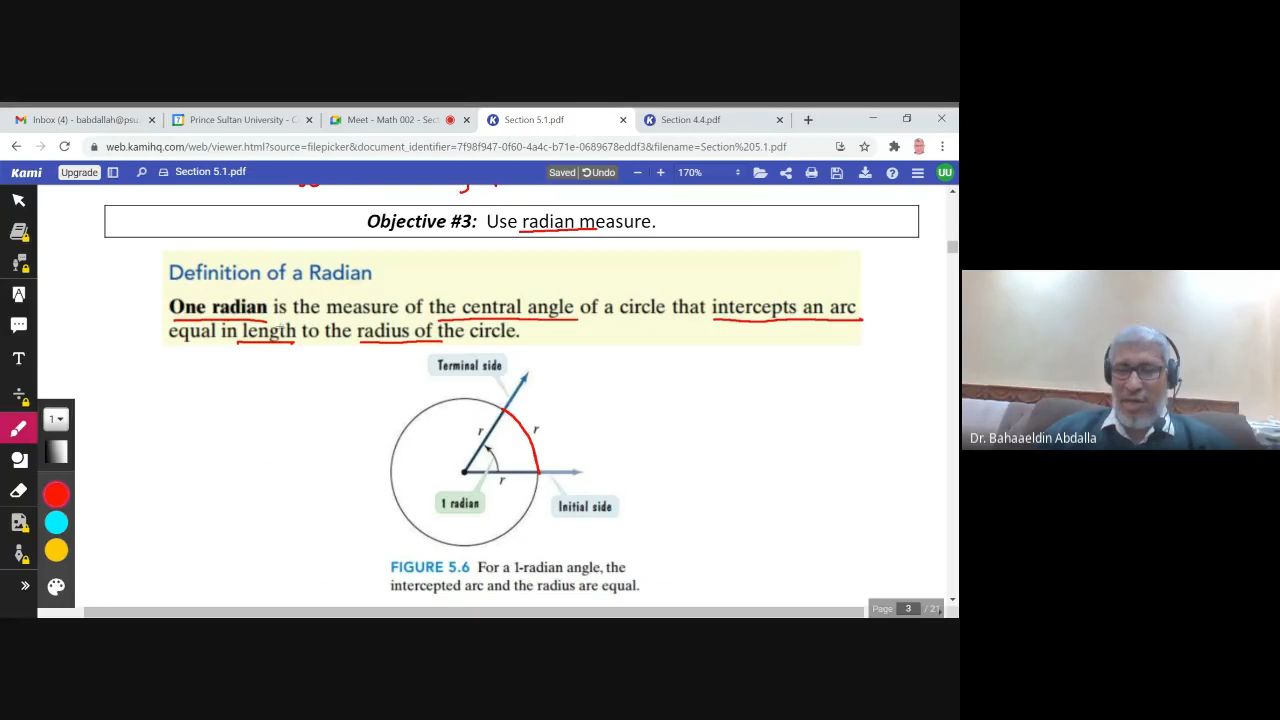 Inbox (4) - babdallah@psu.
Prince Sultan University - C
Meet - Math 002 - Sec
Section 5.1.pdf
Section 4.4.pdf
web.kamihq.com/web/viewer.html?source=filepicker&document_identifier=7f98f947-0f60-4a4c-b71e-0689678eddf3&filename=Section%205.1.pdf
Kami
Upgrade
Section 5.1.pdf
Saved
Undo
170%
UU
Objective #3: Use radian measure.
Definition of a Radian
One radian is the measure of the central angle of a circle that intercepts an arc
equal in length to the radius of the circle.
Terminal side
r
r
r
1 radian
Initial side
FIGURE 5.6 For a 1-radian angle, the
intercepted arc and the radius are equal.
1
T
Page 3 / 21
Dr. Bahaaeldin Abdalla